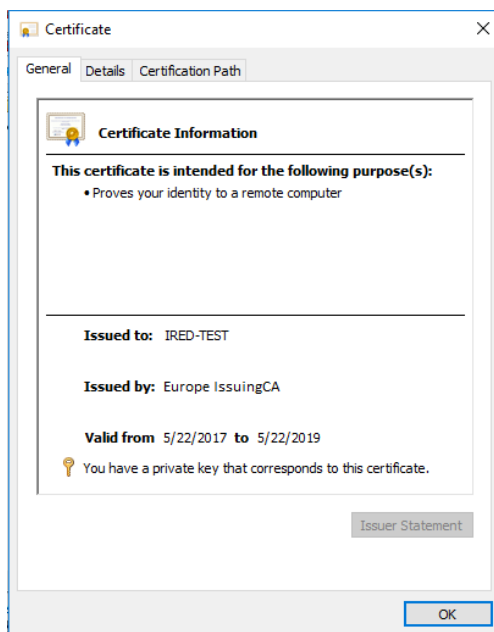 Certificate
General Details Certification Path
Certificate Information
This certificate is intended for the following purpose(s):
• Proves your identity to a remote computer
Issued to: IRED-TEST
Issued by: Europe IssuingCA
Valid from 5/22/2017 to 5/22/2019
You have a private key that corresponds to this certificate.
Issuer Statement
OK